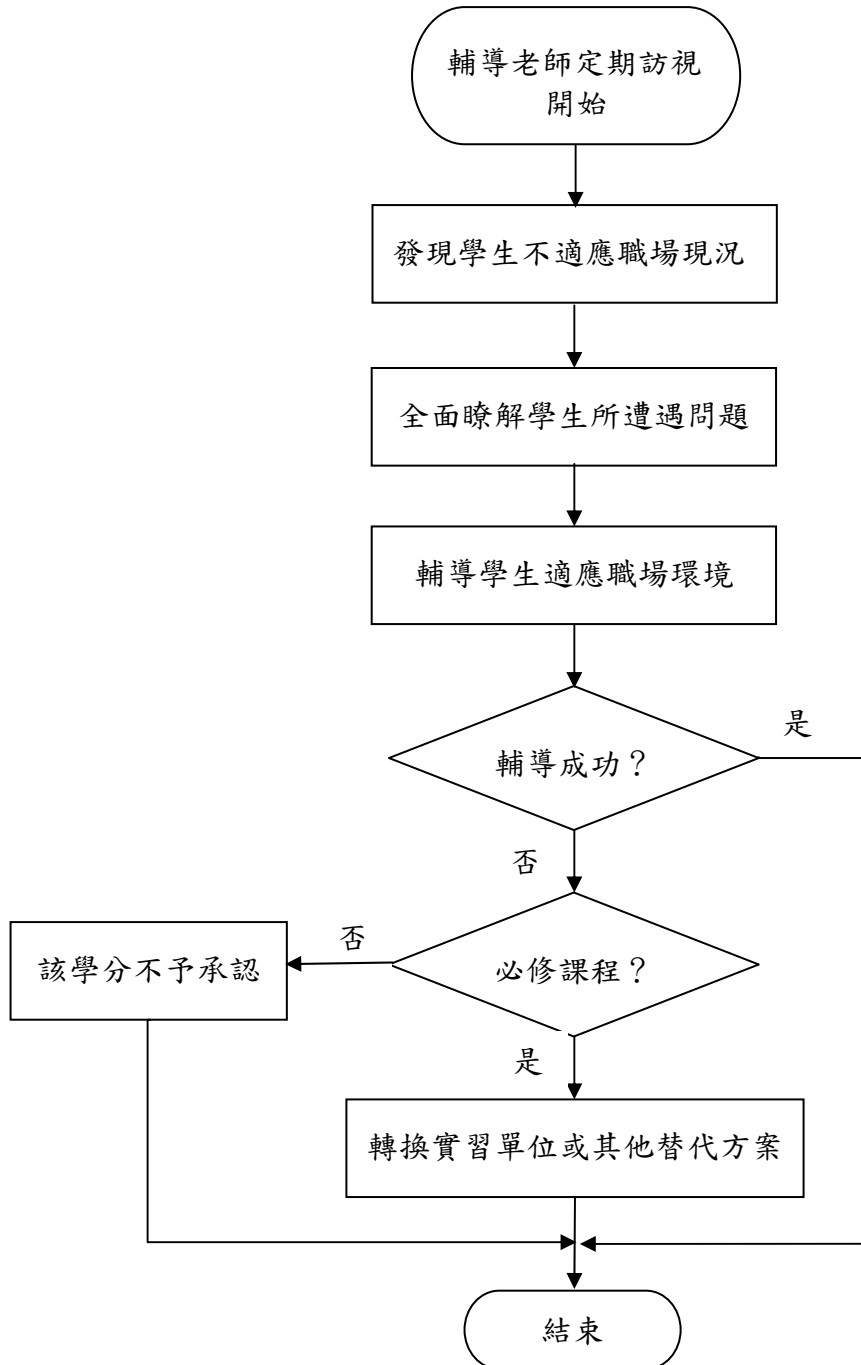 輔導老師定期訪視
開始
發現學生不適應職場現況
全面瞭解學生所遭遇問題
輔導學生適應職場環境
輔導成功？
是
否
必修課程？
否
該學分不予承認
是
轉換實習單位或其他替代方案
結束